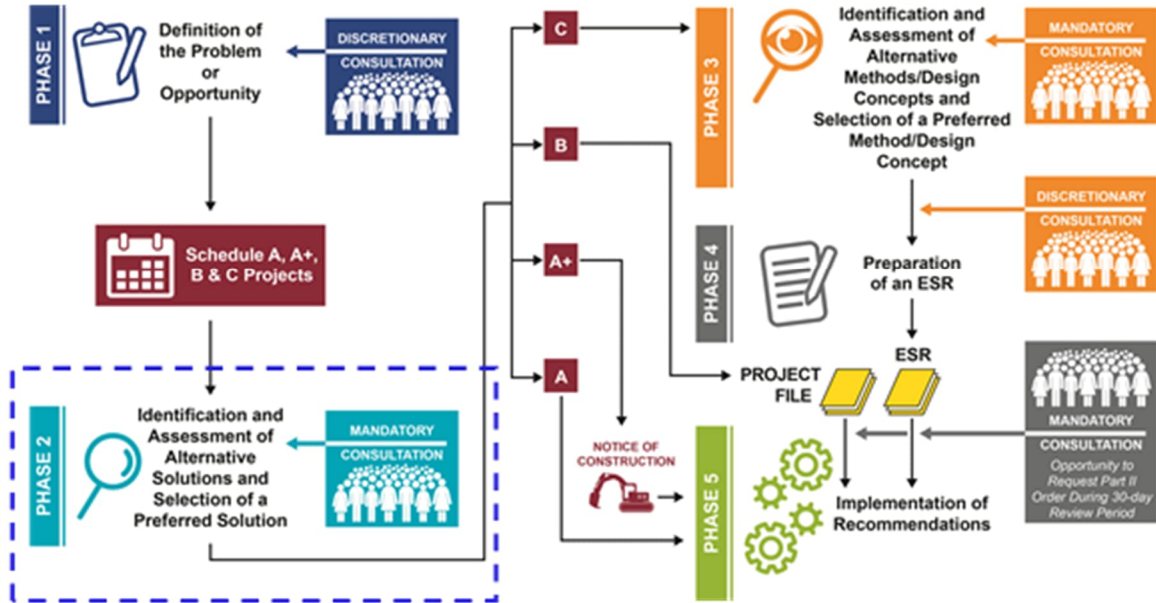 PHASE 1
Definition of
the Problem
or
Opportunity
DISCRETIONARY
CONSULTATION
Schedule A, A+,
B & C Projects
PHASE 2
Identification and
Assessment of
Alternative
Solutions and
Selection of a
Preferred Solution
MANDATORY
CONSULTATION
C
B
A+
A
NOTICE OF
CONSTRUCTION
PHASE 3
Identification and
Assessment of
Alternative
Methods/Design
Concepts and
Selection of a Preferred
Method/Design
Concept
MANDATORY
CONSULTATION
DISCRETIONARY
CONSULTATION
PHASE 4
Preparation
of an ESR
ESR
PROJECT
FILE
MANDATORY
CONSULTATION
Opportunity to
Request Part II
Order During 30-day
Review Period
PHASE 5
Implementation of
Recommendations